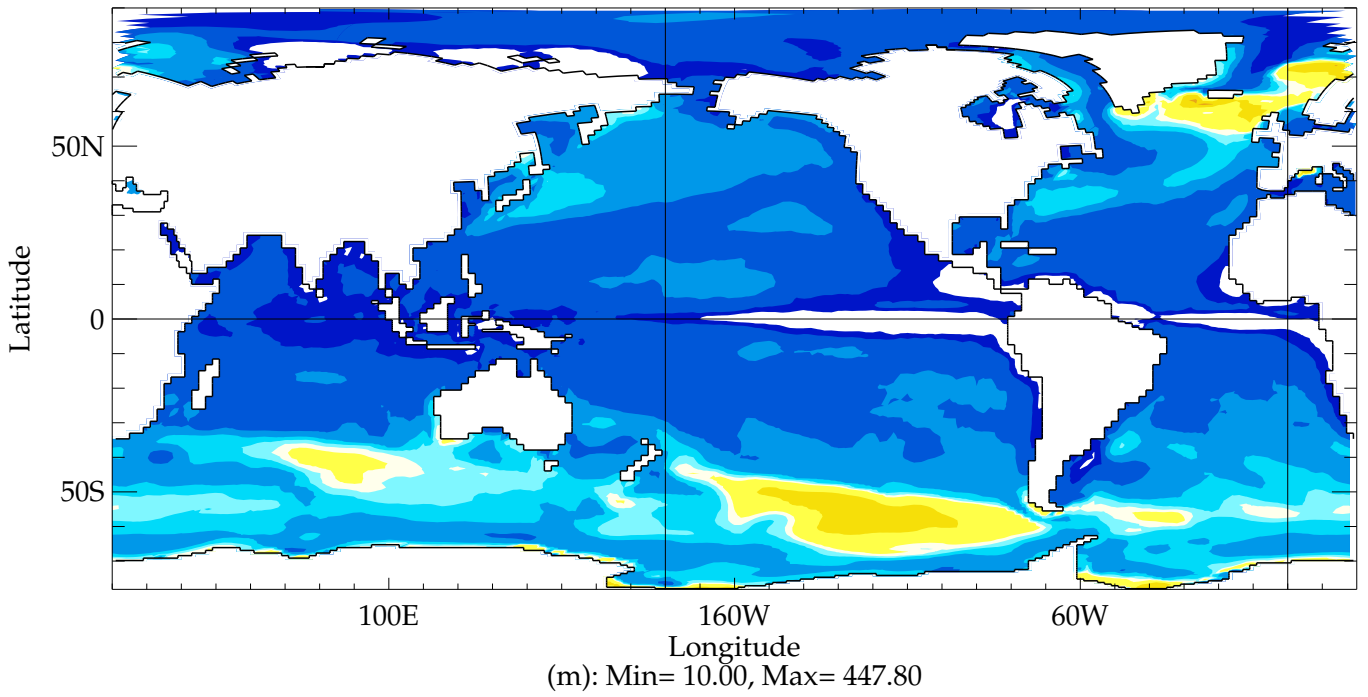 50N
0
50S
Latitude
100E
160W
60W
Longitude
(m): Min= 10.00, Max= 447.80